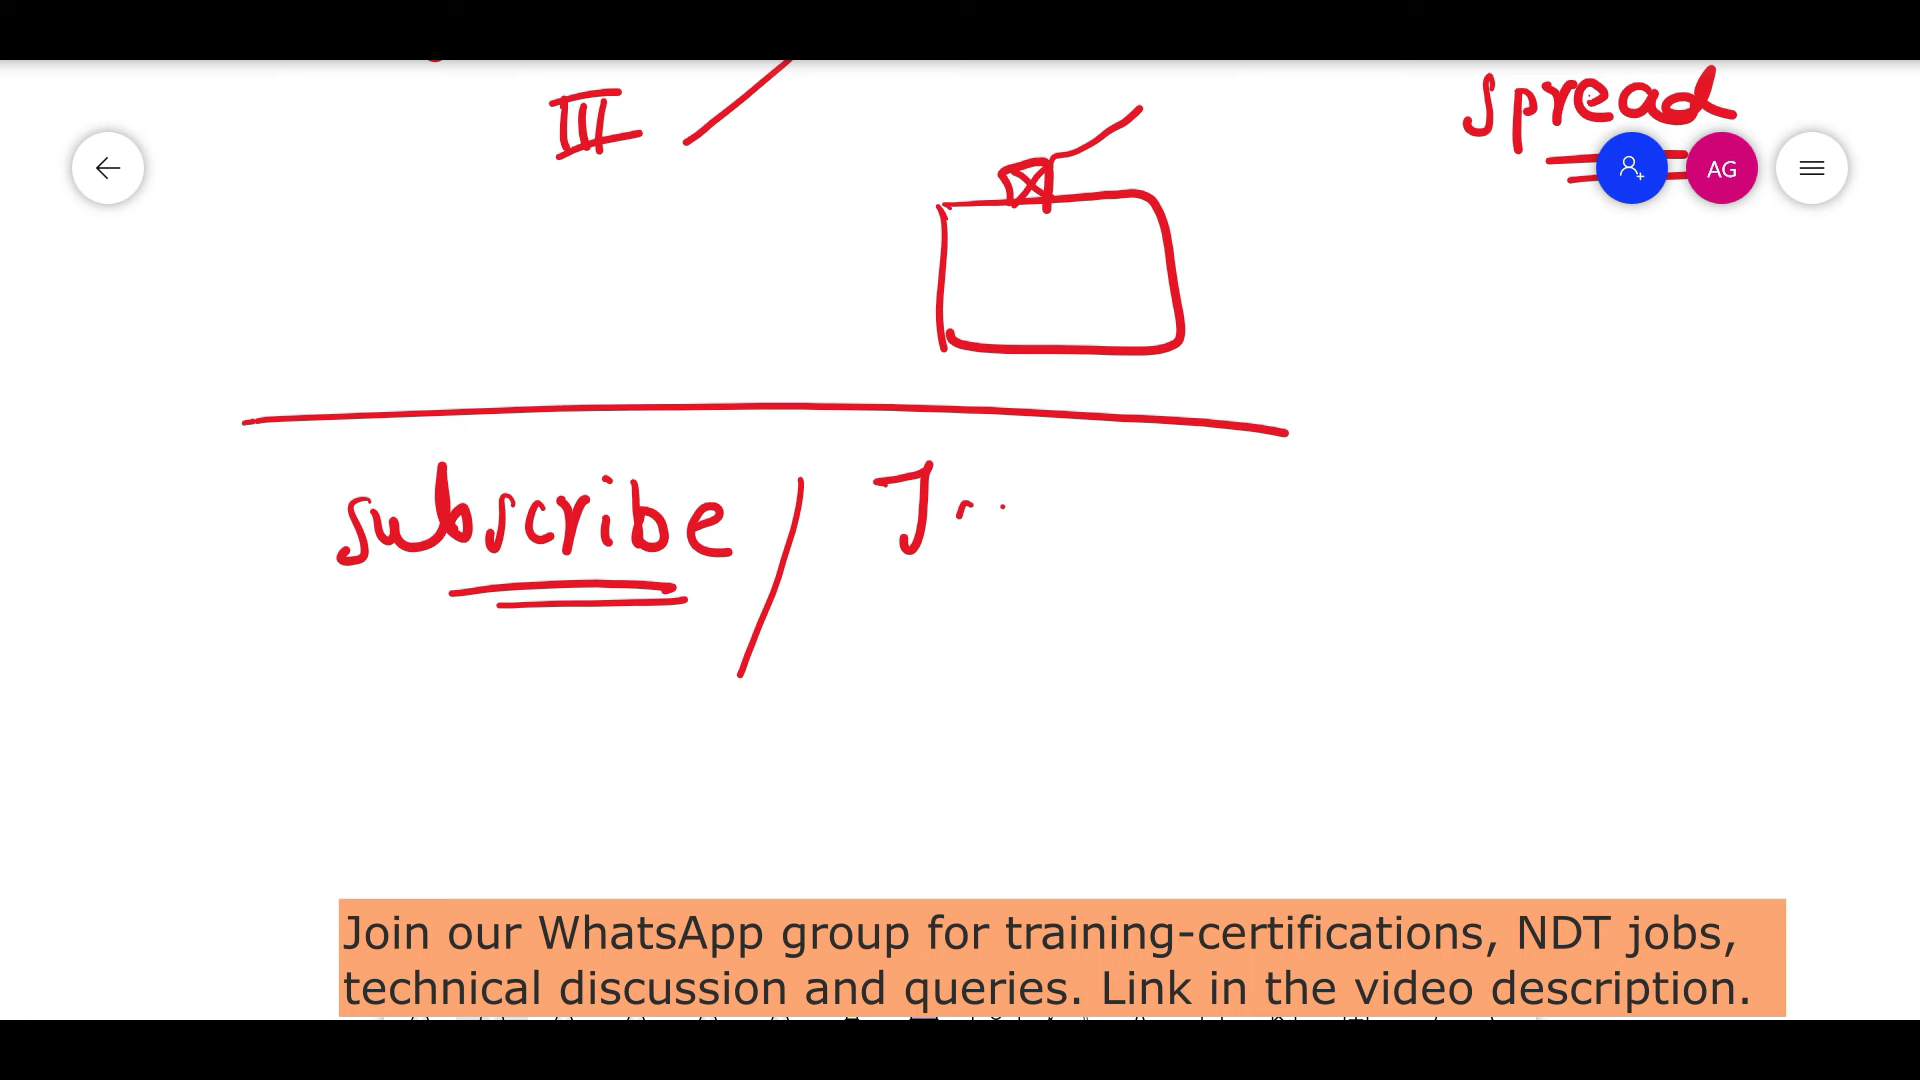 spread
III
AG
subscribe / J
Join our WhatsApp group for training-certifications, NDT jobs,
technical discussion and queries. Link in the video description.